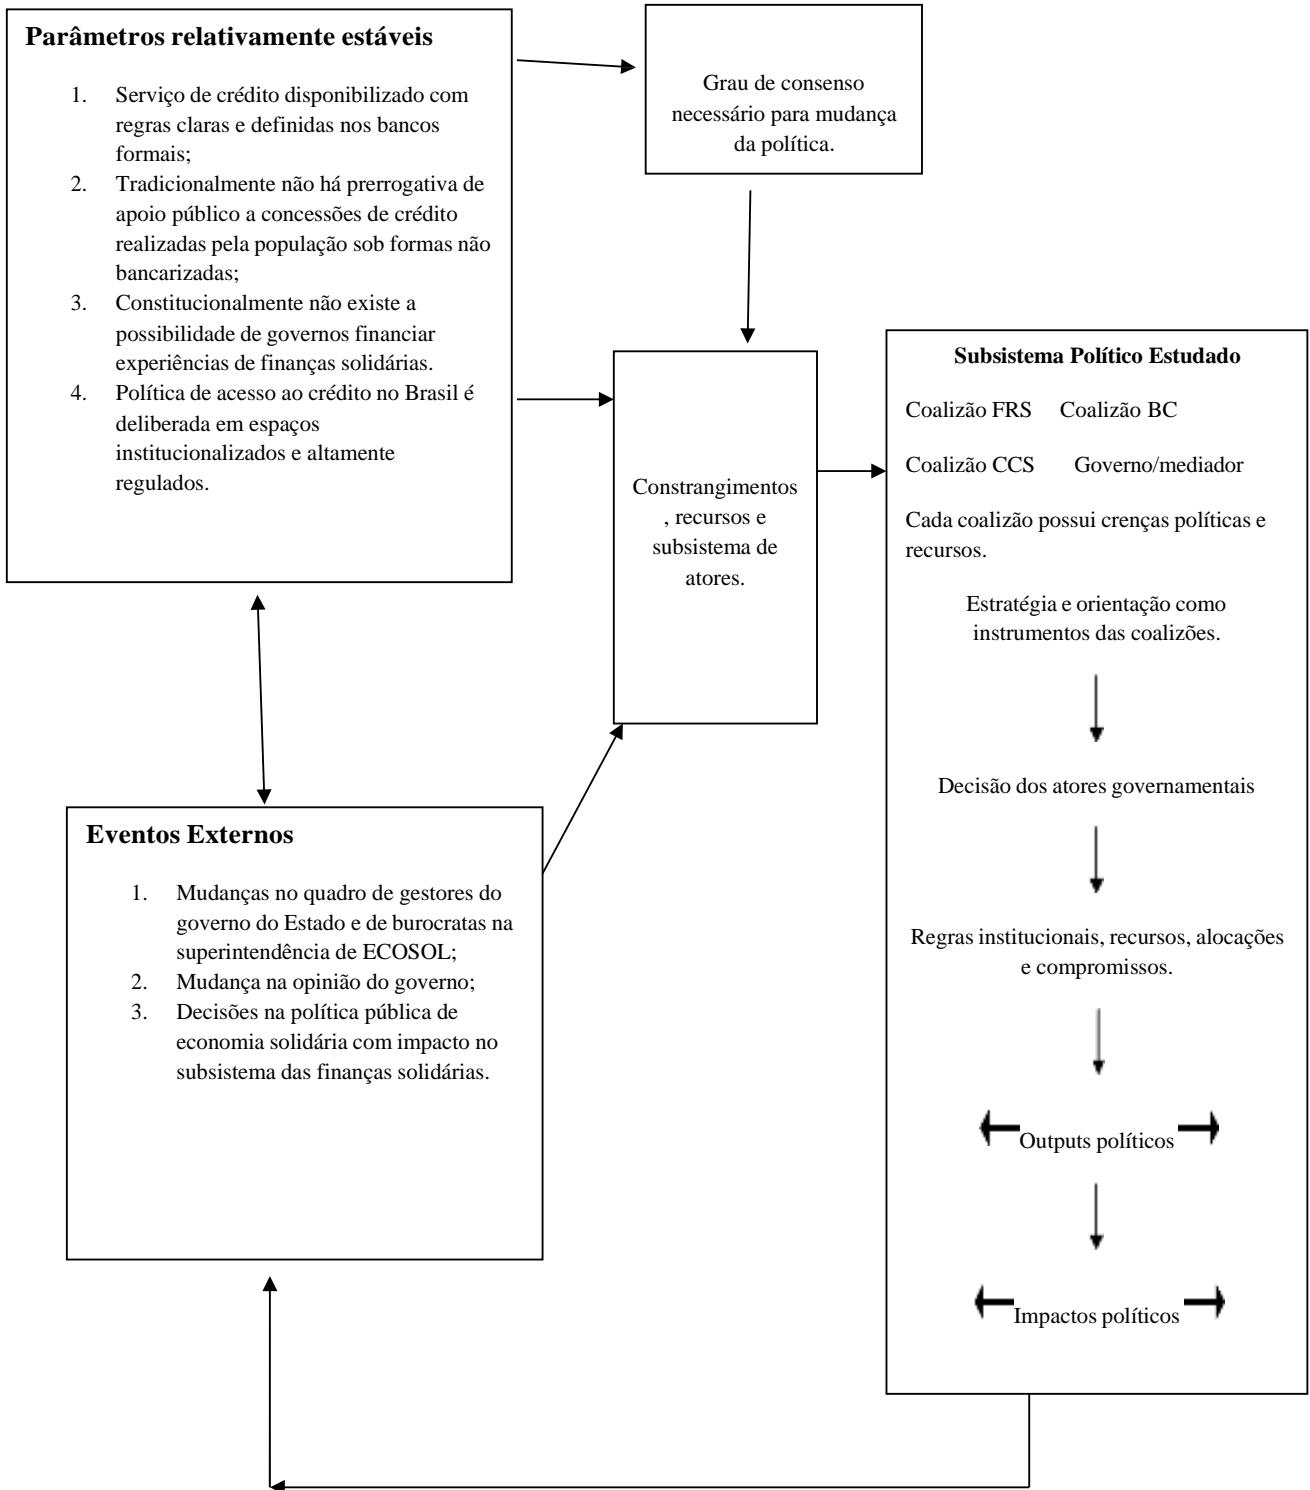 Parâmetros relativamente estáveis
1. Serviço de crédito disponibilizado com
regras claras e definidas nos bancos
formais;
2. Tradicionalmente não há prerrogativa de
apoio público a concessões de crédito
realizadas pela população sob formas não
bancarizadas;
3. Constitucionalmente não existe a
possibilidade de governos financiar
experiências de finanças solidárias.
4. Política de acesso ao crédito no Brasil é
deliberada em espaços
institucionalizados e altamente
regulados.
Grau de consenso
necessário para mudança
da política.
Constrangimentos
, recursos e
subsistema de
atores.
Eventos Externos
1. Mudanças no quadro de gestores do
governo do Estado e de burocratas na
superintendência de ECOSOL;
2. Mudança na opinião do governo;
3. Decisões na política pública de
economia solidária com impacto no
subsistema das finanças solidárias.
Subsistema Político Estudado
Coalizão FRS Coalizão BC
Coalizão CCS Governo/mediador
Cada coalizão possui crenças políticas e
recursos.
Estratégia e orientação como
instrumentos das coalizões.
Decisão dos atores governamentais
Regras institucionais, recursos, alocações
e compromissos.
Outputs políticos
Impactos políticos